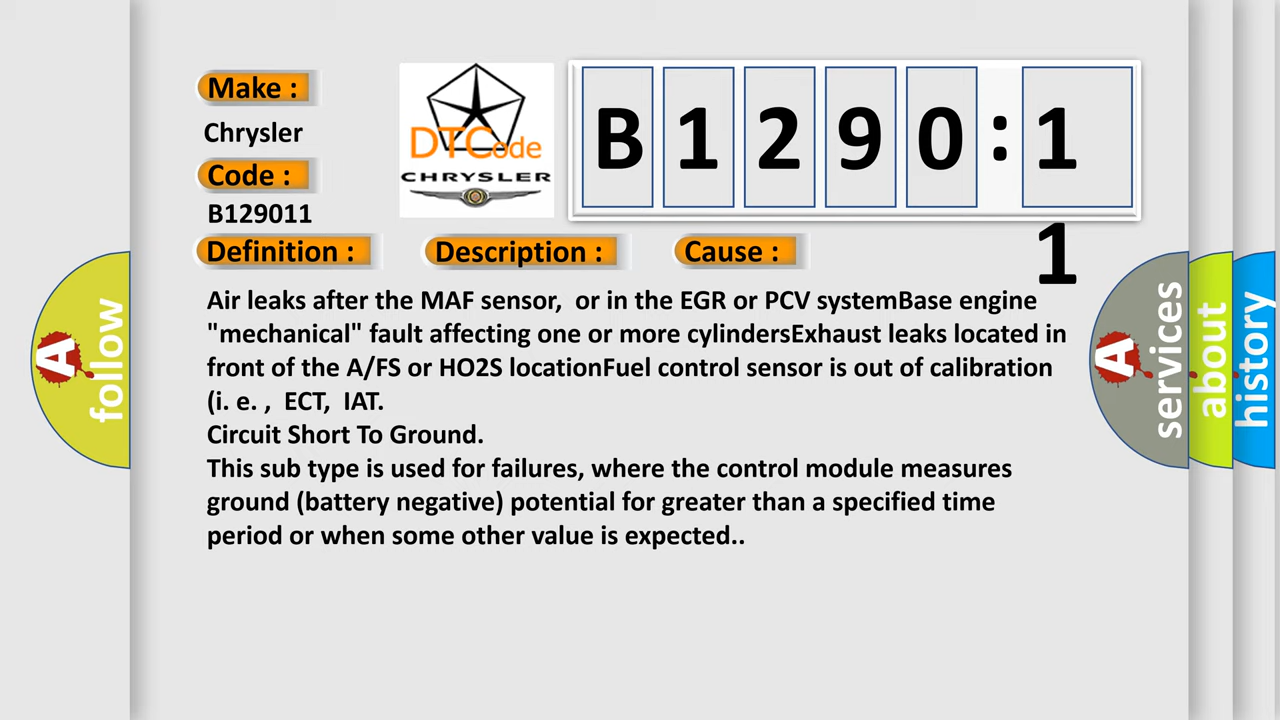 Make :
Chrysler
Code :
B129011
DTCode
CHRYSLER
B1290:1
1
Definition :
Description :
Cause :
Air leaks after the MAF sensor,  or in the EGR or PCV systemBase engine
"mechanical" fault affecting one or more cylindersExhaust leaks located in
front of the A/FS or HO2S locationFuel control sensor is out of calibration
(i. e. ,  ECT,  IAT.
Circuit Short To Ground.
This sub type is used for failures, where the control module measures
ground (battery negative) potential for greater than a specified time
period or when some other value is expected..
A follow
A services
about
history